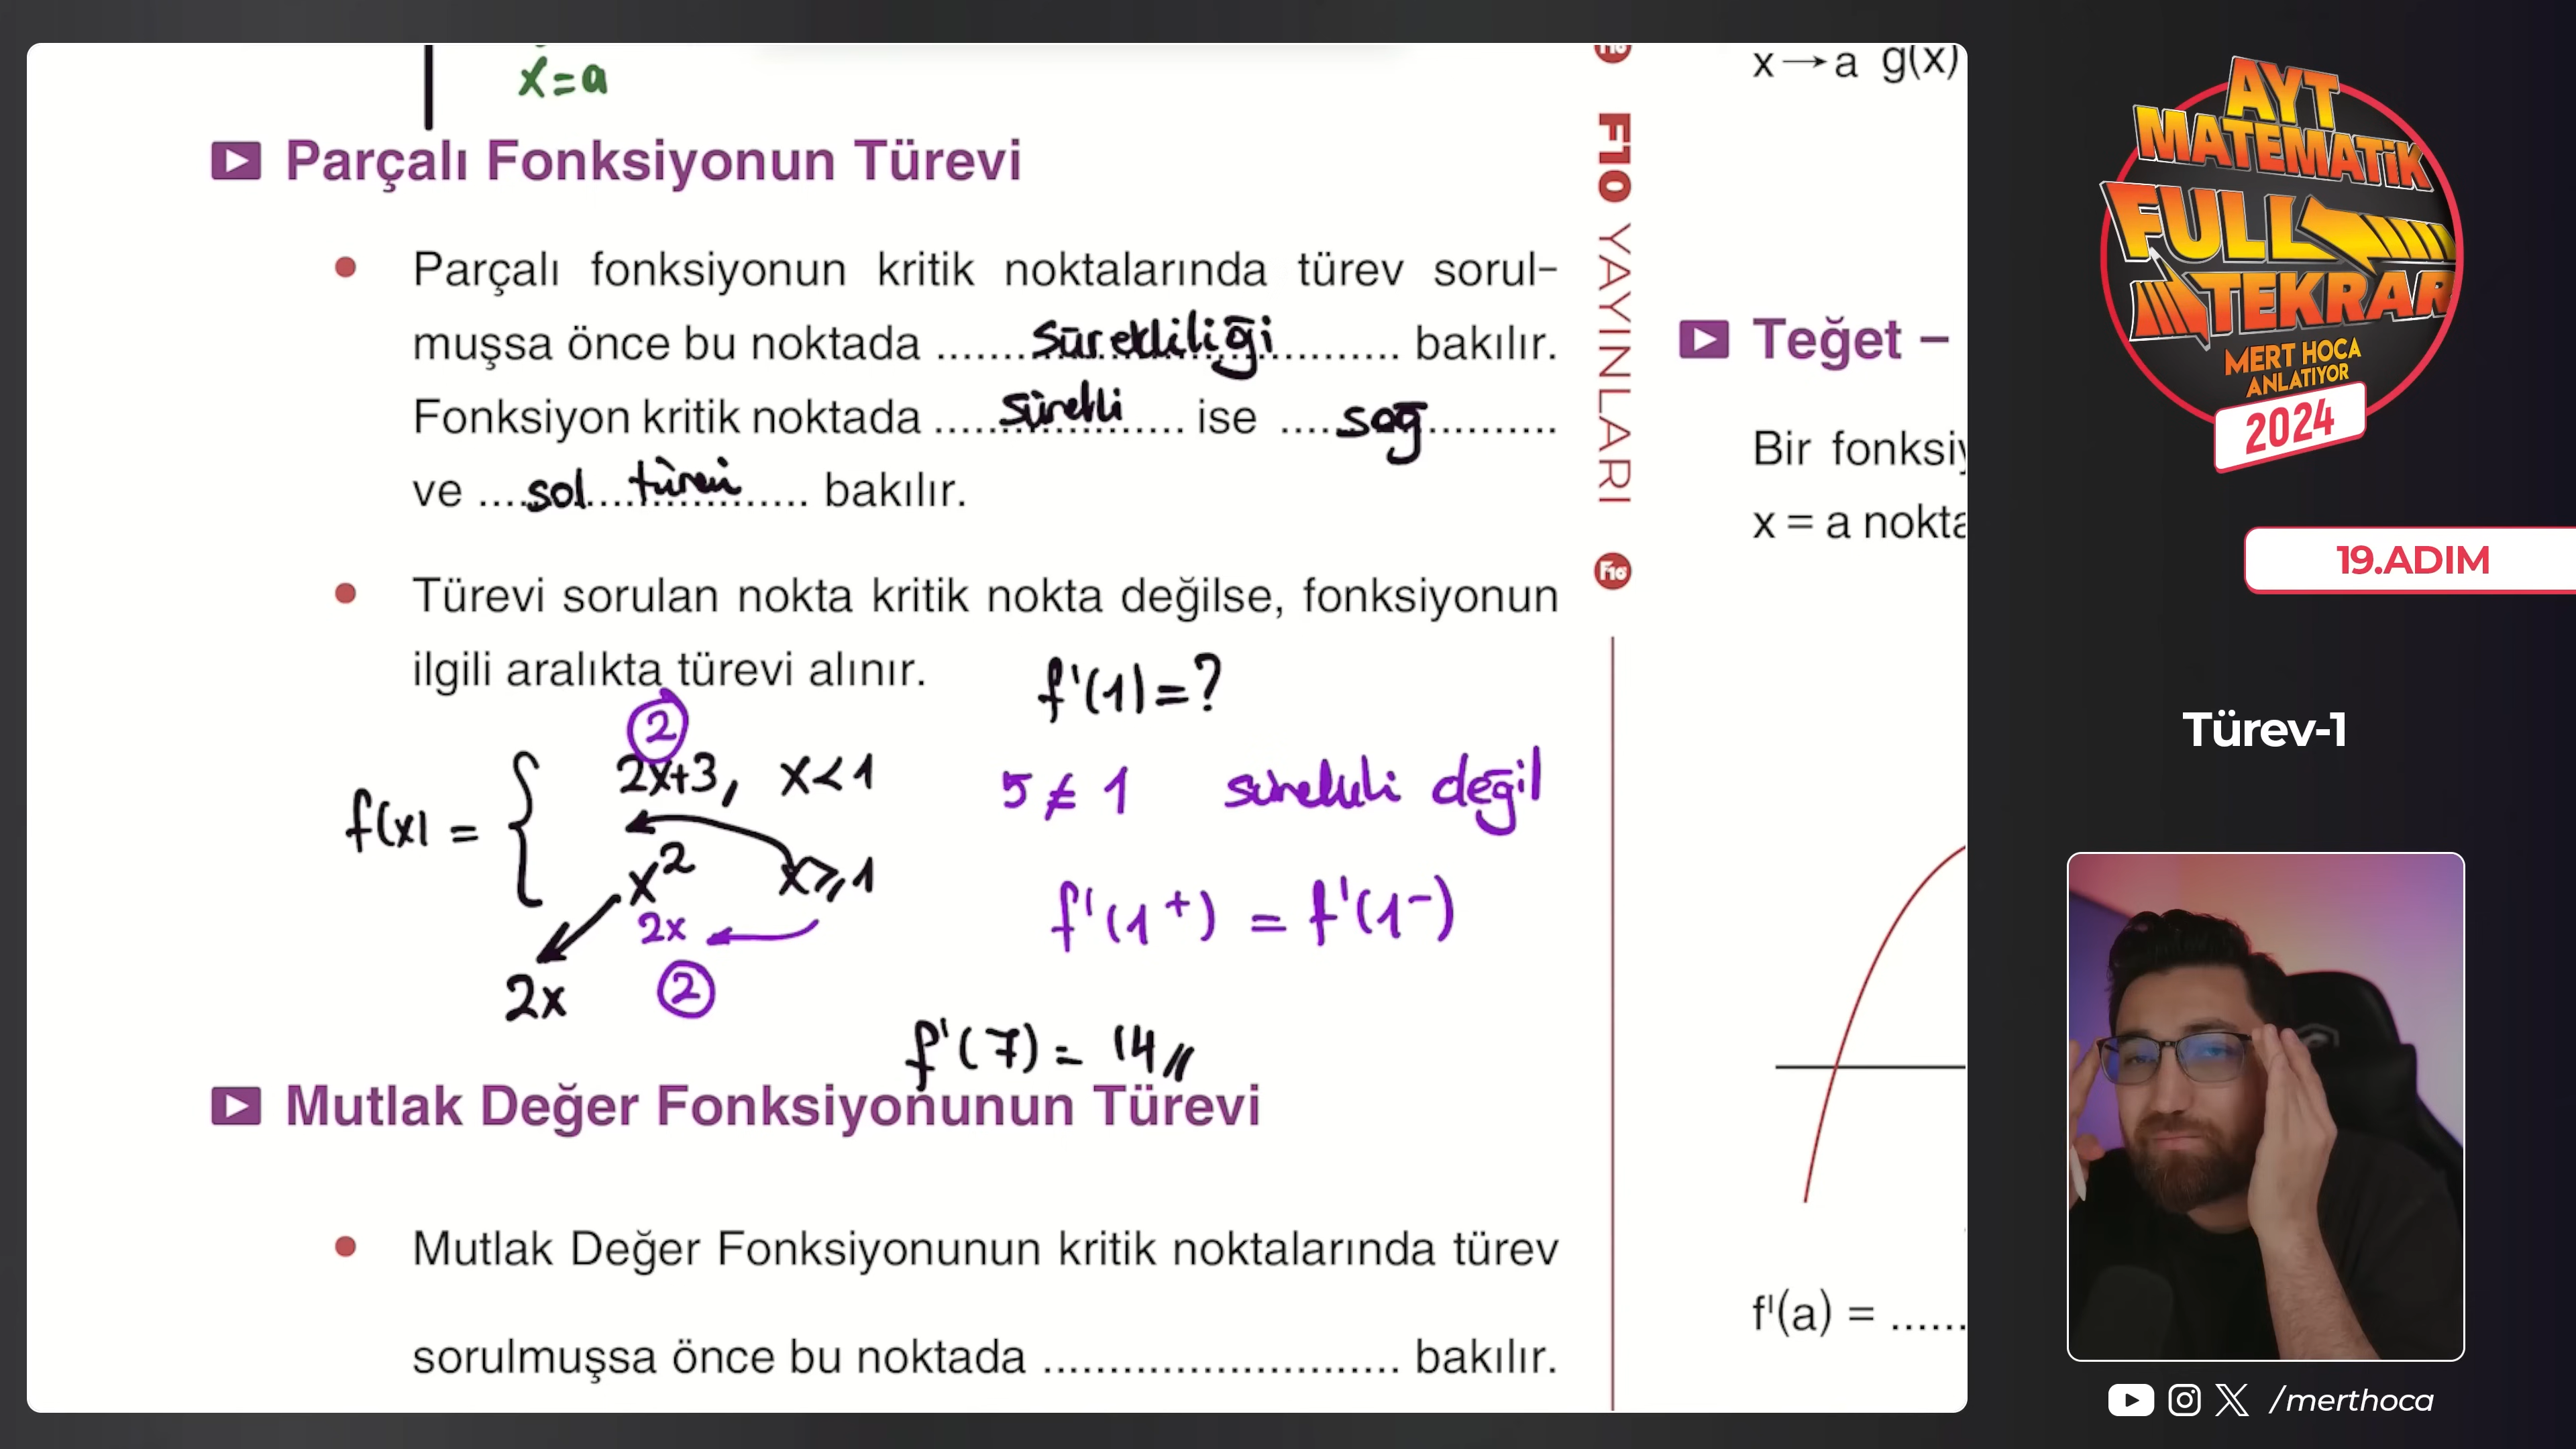 x=a
Parçalı Fonksiyonun Türevi
Parçalı fonksiyonun kritik noktalarında türev sorul-
muşsa önce bu noktada ....... sürekliliği ....... bakılır.
Fonksiyon kritik noktada ..... sürekli ..... ise .... sağ ..........
ve .... sol türevi ..... bakılır.
Türevi sorulan nokta kritik nokta değilse, fonksiyonun
ilgili aralıkta türevi alınır.
f'(1)=?
2
f(x) = { 2x+3, x<1
x² x≥1
2x
2x
2
5 ≠ 1 sürekli değil
f'(1⁺) = f'(1⁻)
f'(7) = 14
Mutlak Değer Fonksiyonunun Türevi
Mutlak Değer Fonksiyonunun kritik noktalarında türev
sorulmuşsa önce bu noktada ........................... bakılır.
F10
F10 YAYINLARI
F10
x→a g(x)
Teğet –
Bir fonksiy
x = a nokta
f'(a) = ......
AYT
MATEMATİK
FULL
TEKRAR
MERT HOCA
ANLATIYOR
2024
19.ADIM
Türev-1
/merthoca